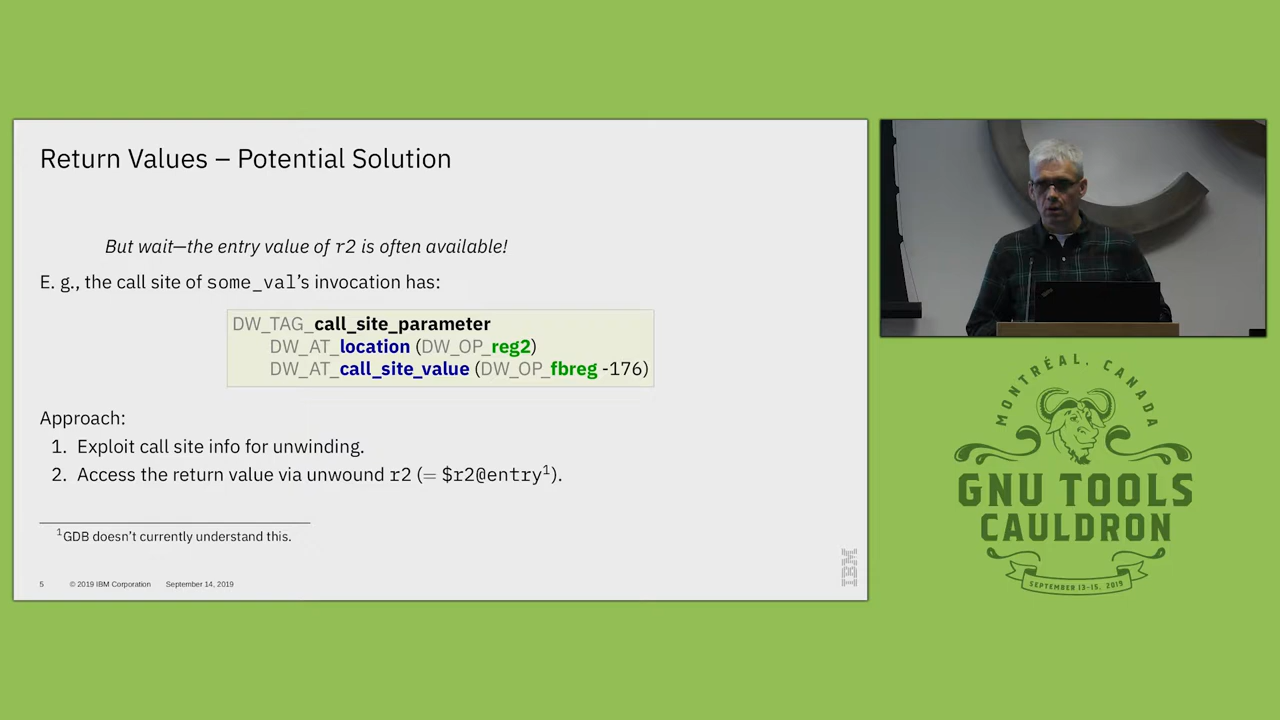 Return Values – Potential Solution
But wait—the entry value of r2 is often available!
E. g., the call site of some_val's invocation has:
DW_TAG_call_site_parameter
DW_AT_location (DW_OP_reg2)
DW_AT_call_site_value (DW_OP_fbreg -176)
Approach:
1. Exploit call site info for unwinding.
2. Access the return value via unwound r2 (= $r2@entry1).
1GDB doesn't currently understand this.
5 © 2019 IBM Corporation September 14, 2019
IBM
MONTRÉAL, CANADA
GNU TOOLS
CAULDRON
SEPTEMBER 13-15, 2019